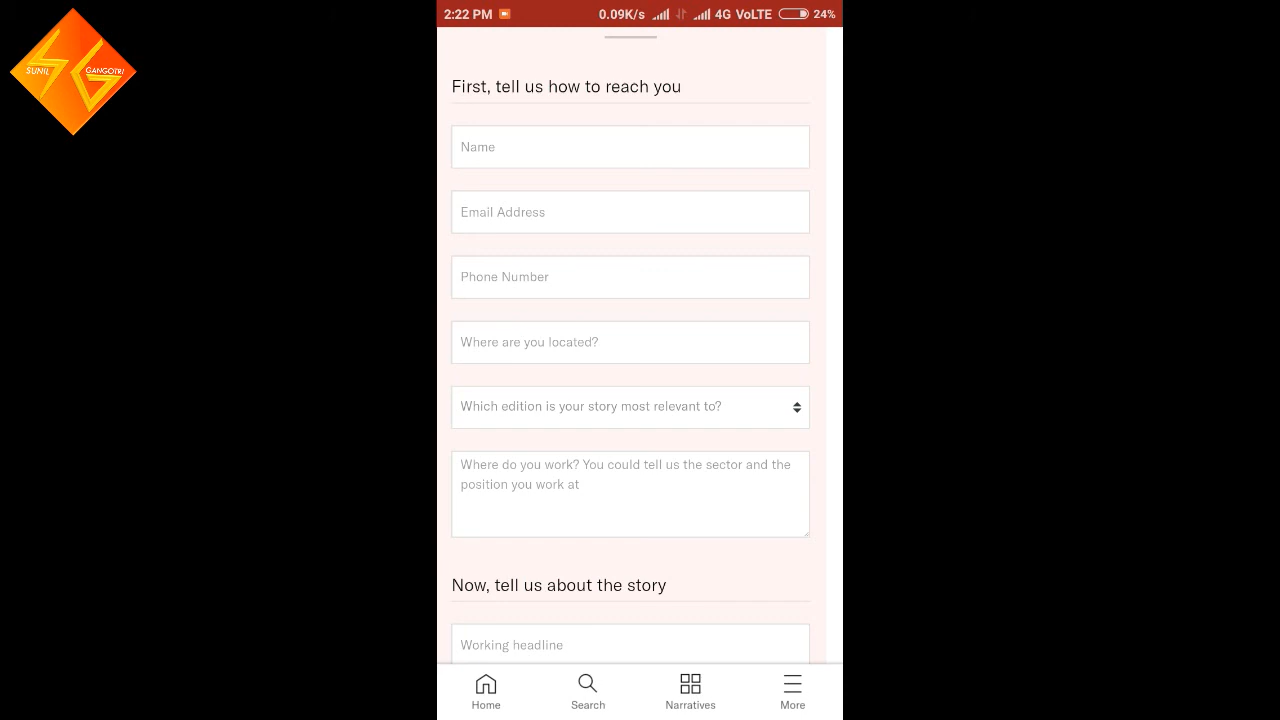 SUNIL GANGOTRI
2:22 PM 0.09K/s 4G VoLTE 24%
First, tell us how to reach you
Name
Email Address
Phone Number
Where are you located?
Which edition is your story most relevant to?
Where do you work? You could tell us the sector and the
position you work at
Now, tell us about the story
Working headline
Home Search Narratives More